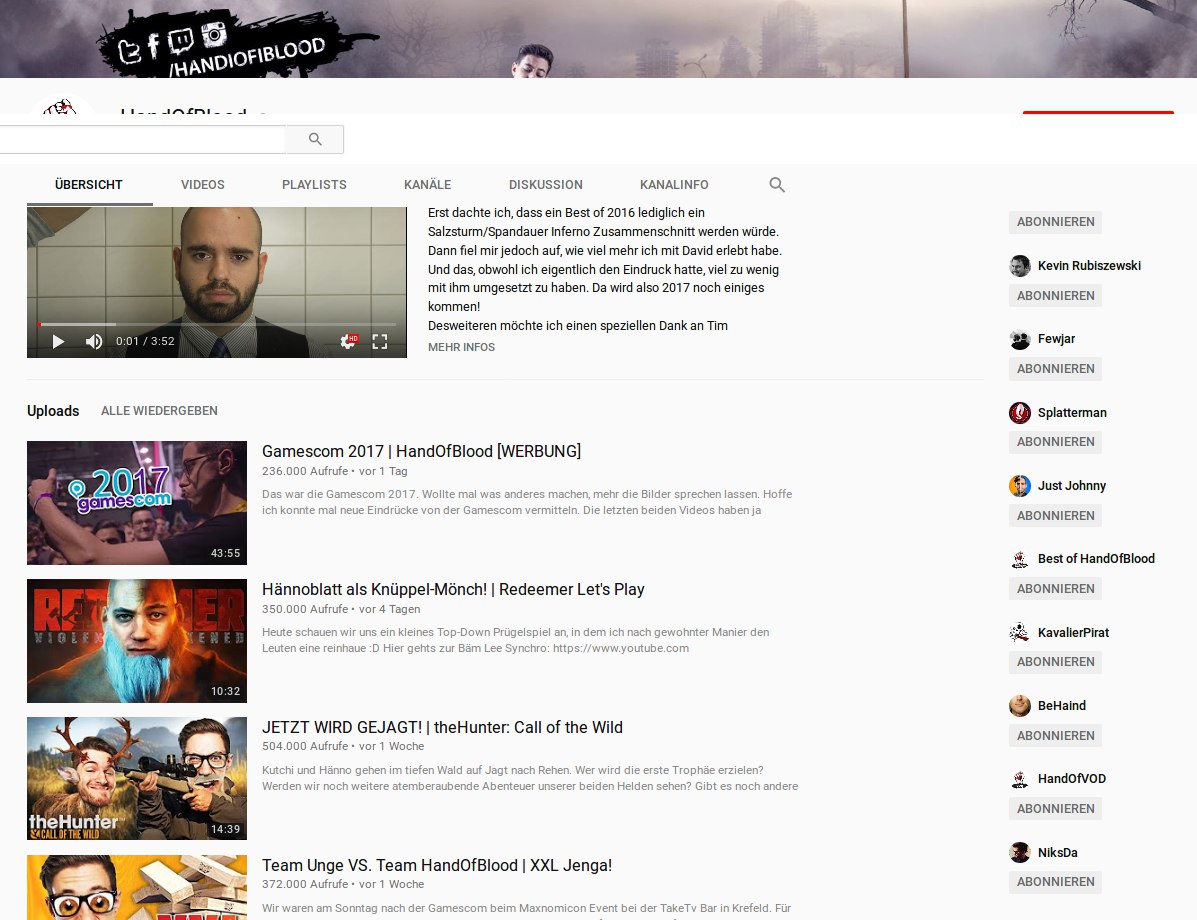 /HANDIOFIBLOOD
HandOfBlood
ÜBERSICHT VIDEOS PLAYLISTS KANÄLE DISKUSSION KANALINFO
Erst dachte ich, dass ein Best of 2016 lediglich ein
Salzsturm/Spandauer Inferno Zusammenschnitt werden würde.
Dann fiel mir jedoch auf, wie viel mehr ich mit David erlebt habe.
Und das, obwohl ich eigentlich den Eindruck hatte, viel zu wenig
mit ihm umgesetzt zu haben. Da wird also 2017 noch einiges
kommen!
Desweiteren möchte ich einen speziellen Dank an Tim
MEHR INFOS
0:01 / 3:52
HD
Uploads ALLE WIEDERGEBEN
2017
gamescom
43:55
Gamescom 2017 | HandOfBlood [WERBUNG]
236.000 Aufrufe • vor 1 Tag
Das war die Gamescom 2017. Wollte mal was anderes machen, mehr die Bilder sprechen lassen. Hoffe
ich konnte mal neue Eindrücke von der Gamescom vermitteln. Die letzten beiden Videos haben ja
10:32
Hännoblatt als Knüppel-Mönch! | Redeemer Let's Play
350.000 Aufrufe • vor 4 Tagen
Heute schauen wir uns ein kleines Top-Down Prügelspiel an, in dem ich nach gewohnter Manier den
Leuten eine reinhaue :D Hier gehts zur Bäm Lee Synchro: https://www.youtube.com
theHunter
CALL OF THE WILD
14:39
JETZT WIRD GEJAGT! | theHunter: Call of the Wild
504.000 Aufrufe • vor 1 Woche
Kutchi und Hänno gehen im tiefen Wald auf Jagt nach Rehen. Wer wird die erste Trophäe erzielen?
Werden wir noch weitere atemberaubende Abenteuer unserer beiden Helden sehen? Gibt es noch andere
Team Unge VS. Team HandOfBlood | XXL Jenga!
372.000 Aufrufe • vor 1 Woche
Wir waren am Sonntag nach der Gamescom beim Maxnomicon Event bei der TakeTv Bar in Krefeld. Für
ABONNIEREN
Kevin Rubiszewski
ABONNIEREN
Fewjar
ABONNIEREN
Splatterman
ABONNIEREN
Just Johnny
ABONNIEREN
Best of HandOfBlood
ABONNIEREN
KavalierPirat
ABONNIEREN
BeHaind
ABONNIEREN
HandOfVOD
ABONNIEREN
NiksDa
ABONNIEREN